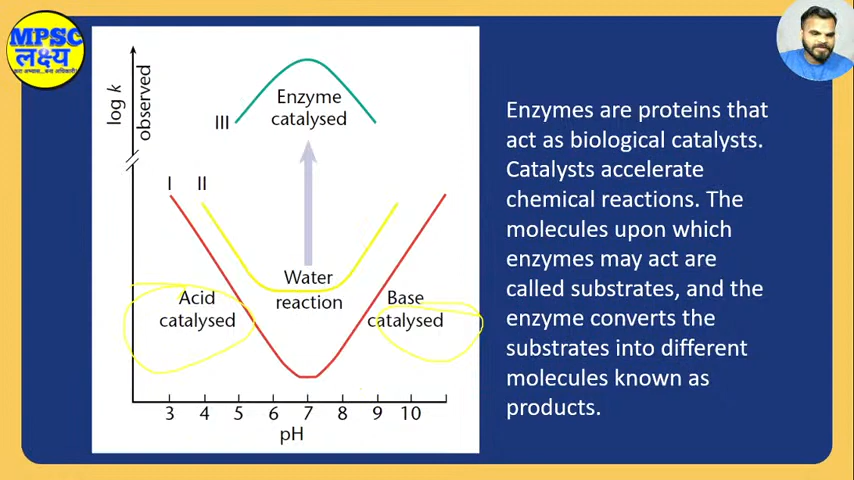 MPSC
लक्ष्य
log k
observed
Enzyme
catalysed
III
I II
Water
reaction
Acid
catalysed
Base
catalysed
3 4 5 6 7 8 9 10
pH
Enzymes are proteins that
act as biological catalysts.
Catalysts accelerate
chemical reactions. The
molecules upon which
enzymes may act are
called substrates, and the
enzyme converts the
substrates into different
molecules known as
products.